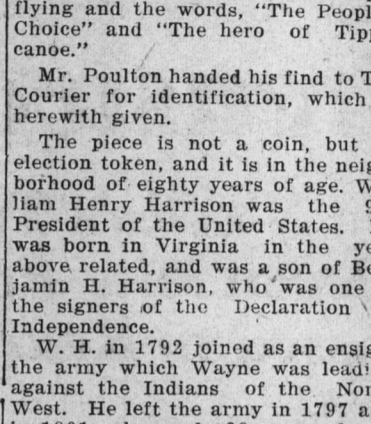 flying and the words, "The Peopl
Choice" and "The hero of Tipp
canoe."
Mr. Poulton handed his find to T
Courier for identification, which
herewith given.
The piece is not a coin, but
election token, and it is in the neig
borhood of eighty years of age. W
liam Henry Harrison was the 9
President of the United States.
was born in Virginia in the ye
above related, and was a son of Be
jamin H. Harrison, who was one
the signers of the Declaration
Independence.
W. H. in 1792 joined as an ensig
the army which Wayne was leadi
against the Indians of the Nor
West. He left the army in 1797 a